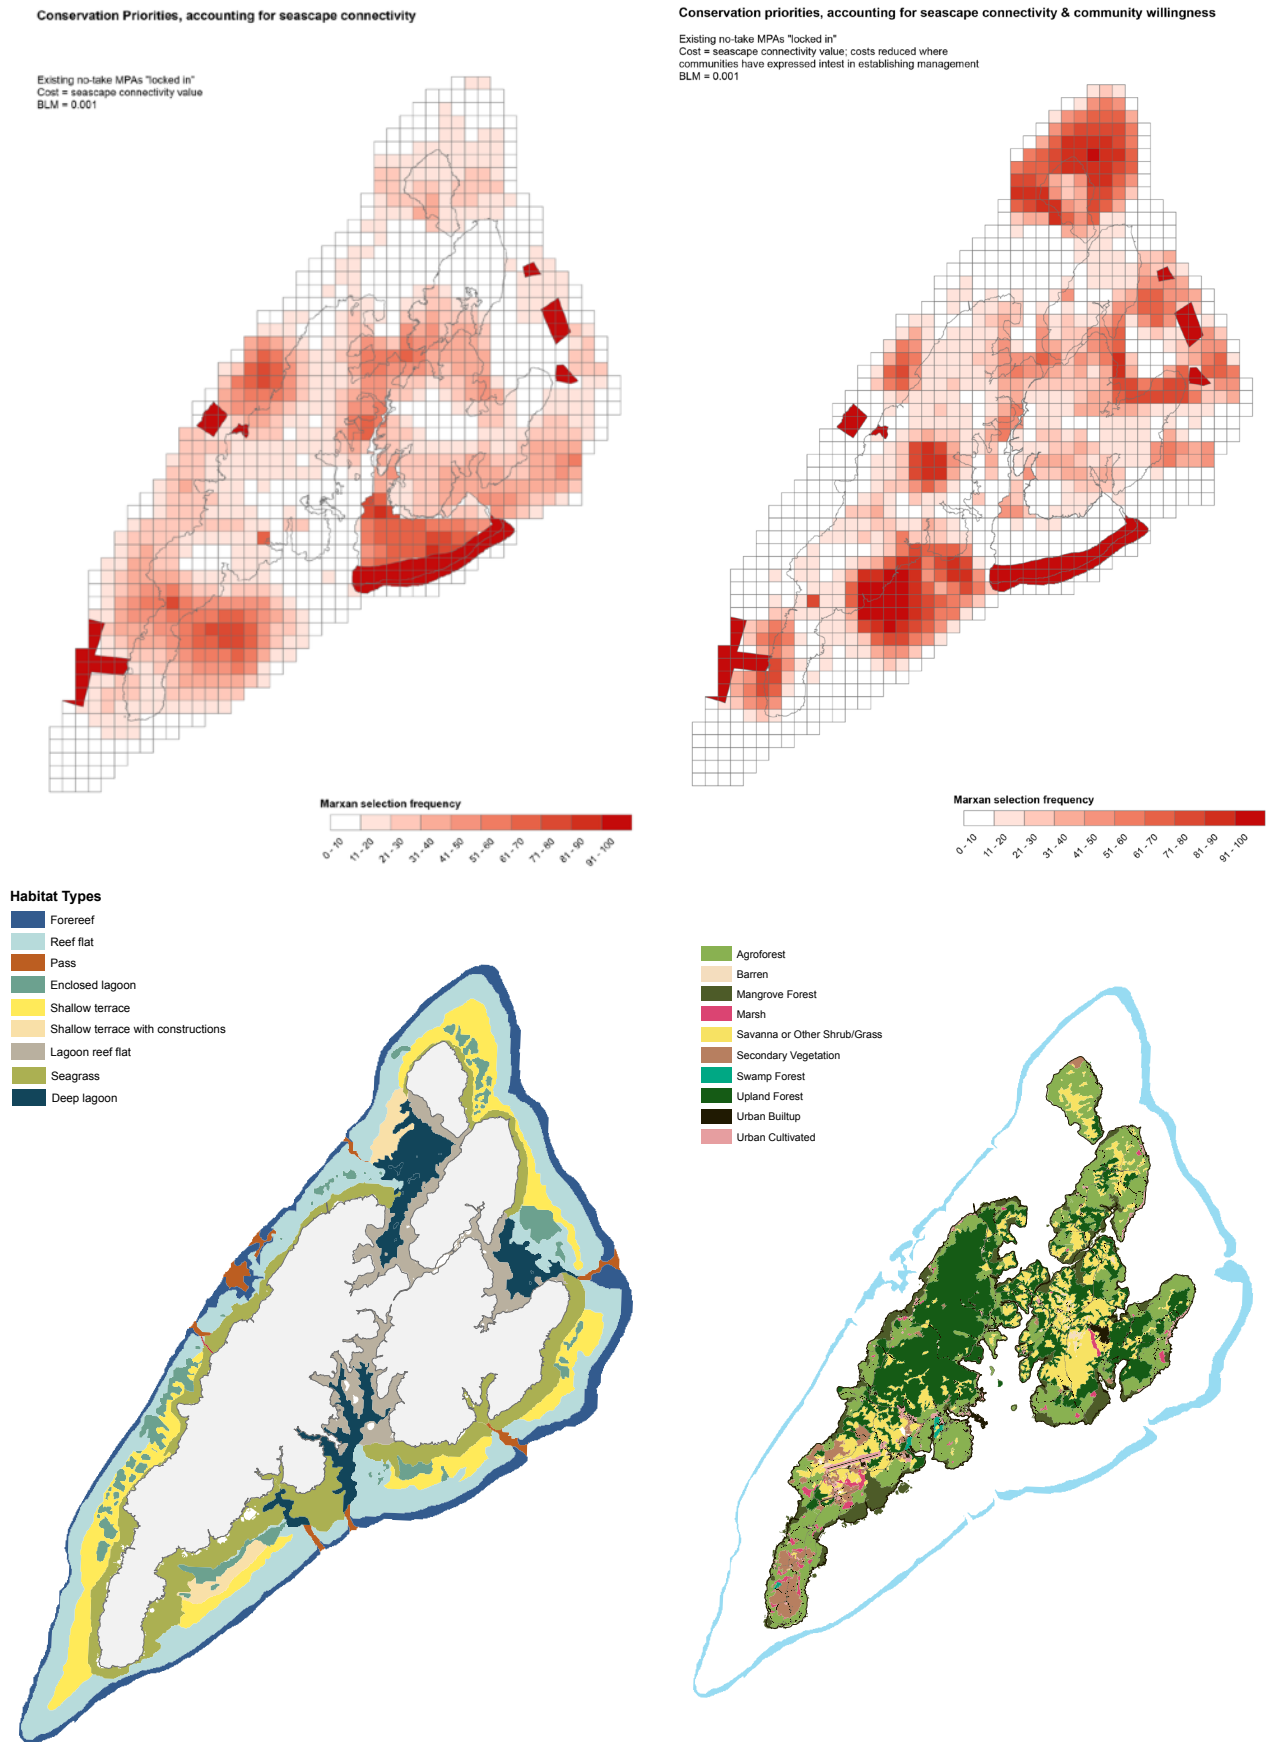 Conservation Priorities, accounting for seascape connectivity
Existing no-take MPAs "locked in"
Cost = seascape connectivity value
BLM = 0.001
Marxan selection frequency
0 - 10
11 - 20
21 - 30
31 - 40
41 - 50
51 - 60
61 - 70
71 - 80
81 - 90
91 - 100
Conservation priorities, accounting for seascape connectivity & community willingness
Existing no-take MPAs "locked in"
Cost = seascape connectivity value; costs reduced where
communities have expressed intest in establishing management
BLM = 0.001
Marxan selection frequency
0 - 10
11 - 20
21 - 30
31 - 40
41 - 50
51 - 60
61 - 70
71 - 80
81 - 90
91 - 100
Habitat Types
Forereef
Reef flat
Pass
Enclosed lagoon
Shallow terrace
Shallow terrace with constructions
Lagoon reef flat
Seagrass
Deep lagoon
Agroforest
Barren
Mangrove Forest
Marsh
Savanna or Other Shrub/Grass
Secondary Vegetation
Swamp Forest
Upland Forest
Urban Builtup
Urban Cultivated